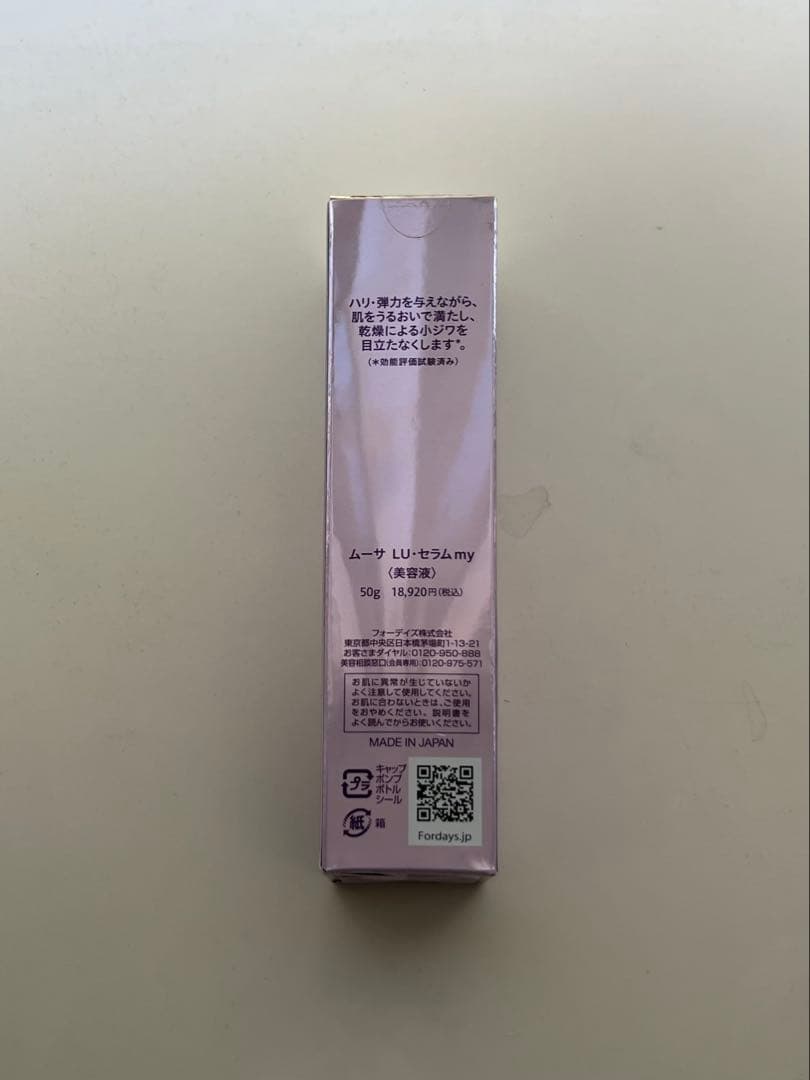 ハリ・弾力を与えながら、
肌をうるおいで満たし、
乾燥による小ジワを
目立たなくします*。
(*効能評価試験済み)
ムーサ LU・セラムmy
〈美容液〉
50g 18,920円(税込)
フォーデイズ株式会社
東京都中央区日本橋茅場町1-13-21
お客さまダイヤル:0120-950-888
美容相談窓口(会員専用):0120-975-571
お肌に異常が生じていないか
よく注意して使用してください。
お肌に合わないときは、ご使用
をおやめください。説明書を
よく読んでからお使いください。
MADE IN JAPAN
プラ
キャップ
ポンプ
ボトル
シール
紙 箱
Fordays.jp